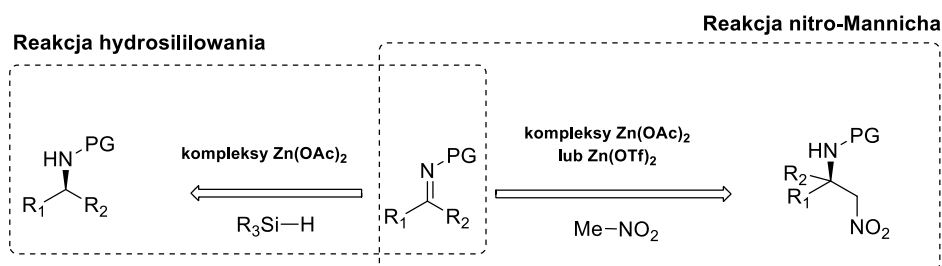 Reakcja hydrosililowania
Reakcja nitro-Mannicha
HN
PG
R1
R2
kompleksy Zn(OAc)2
R3Si—H
N
PG
R1
R2
kompleksy Zn(OAc)2
lub Zn(OTf)2
Me—NO2
HN
PG
R2
R1
NO2